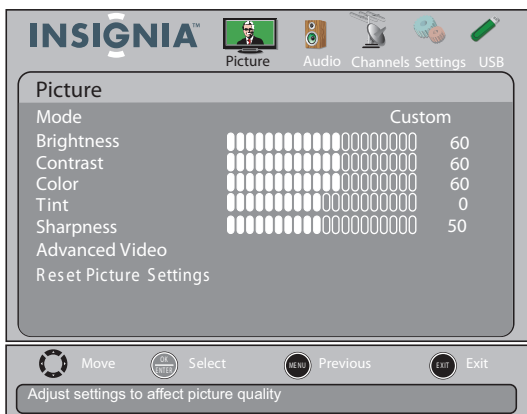 INSIGNIA™
Picture Audio Channels Settings USB
Picture
Mode Custom
Brightness 60
Contrast 60
Color 60
Tint 0
Sharpness 50
Advanced Video
Reset Picture Settings
Move OK ENTER Select MENU Previous EXIT Exit
Adjust settings to affect picture quality